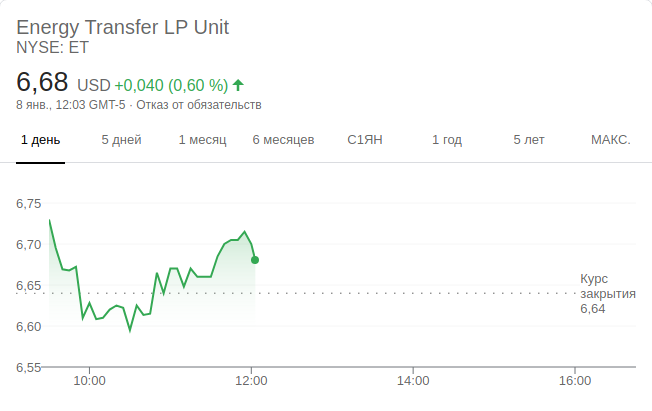 Energy Transfer LP Unit
NYSE: ET
6,68 USD +0,040 (0,60 %)
8 янв., 12:03 GMT-5 · Отказ от обязательств
1 день 5 дней 1 месяц 6 месяцев С1ЯН 1 год 5 лет МАКС.
6,75
6,70
6,65
6,60
6,55
Курс
закрытия
6,64
10:00 12:00 14:00 16:00